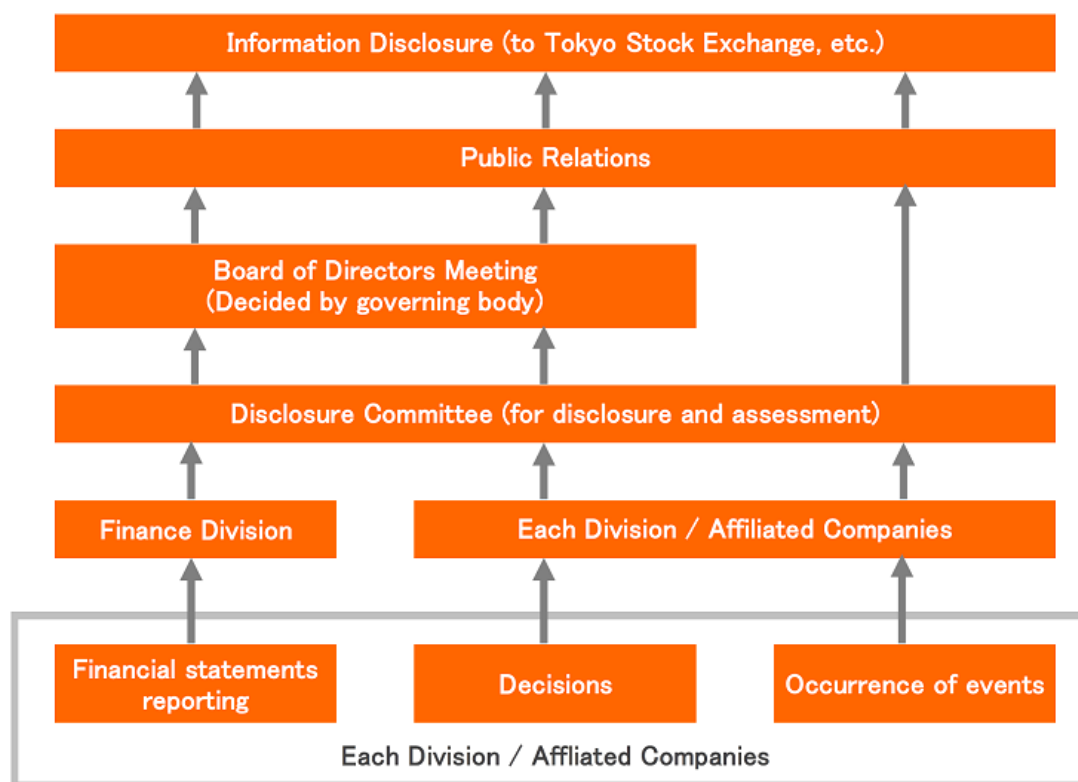 Information Disclosure (to Tokyo Stock Exchange, etc.)
Public Relations
Board of Directors Meeting
(Decided by governing body)
Disclosure Committee (for disclosure and assessment)
Finance Division
Each Division / Affiliated Companies
Financial statements
reporting
Decisions
Occurrence of events
Each Division / Affliated Companies